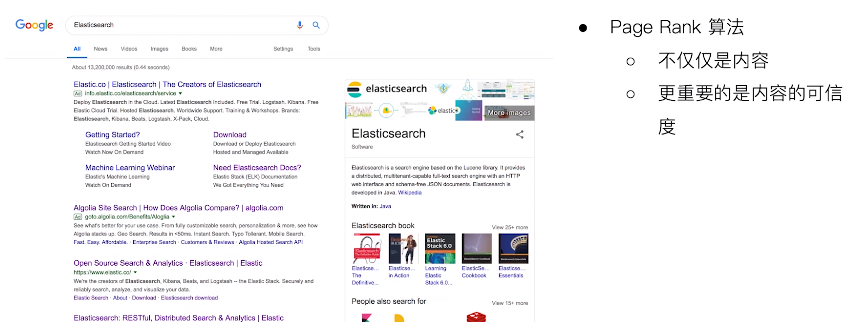 Google
Elasticsearch
All News Videos Images Books More Settings Tools
About 13,200,000 results (0.44 seconds)
Elastic.co | Elasticsearch | The Creators of Elasticsearch
Ad info.elastic.co/elasticsearch/service
Deploy Elasticsearch in the Cloud. Latest Elasticsearch Included. Free Trial. Logstash. Kibana. Free
Elastic Cloud Trial. Hosted Elasticsearch. Worldwide Support. Training & Workshops. Brands:
Elasticsearch, Kibana, Beats, Logstash, X-Pack, Cloud.
Getting Started?
Elasticsearch Getting Started Video
Watch Now On Demand
Download
Download or Deploy Elasticsearch
Hosted and Managed Available
Machine Learning Webinar
Elastic's Machine Learning
Watch On Demand
Need Elasticsearch Docs?
Elastic Stack (ELK) Documentation
We Got Everything You Need
Algolia Site Search | How Does Algolia Compare? | algolia.com
Ad goto.algolia.com/Benefits/Aloglia
See what's better for your use case. From fully customizable search, personalization & more, see how
Algolia stacks up. Geo Search. Results in <50ms. Instant Search. Typo Tollerant. Mobile Search.
Fast. Easy. Affordable. · Enterprise Search · Customers & Reviews · Algolia Hosted Search API
Open Source Search & Analytics · Elasticsearch | Elastic
https://www.elastic.co/
We're the creators of Elasticsearch, Kibana, Beats, and Logstash -- the Elastic Stack. Securely and
reliably search, analyze, and visualize your data.
Elastic Search · About · Download · Elasticsearch download
Elasticsearch: RESTful, Distributed Search & Analytics | Elastic
elasticsearch
elastic
More images
Elasticsearch
Software
Elasticsearch is a search engine based on the Lucene library. It provides
a distributed, multitenant-capable full-text search engine with an HTTP
web interface and schema-free JSON documents. Elasticsearch is
developed in Java. Wikipedia
Written in: Java
Elasticsearch book View 25+ more
Elasticse...
The
Definitive...
Elasticse...
in Action
Learning
Elastic
Stack 6.0...
ElasticSe...
Cookbook
Elasticse...
Essentials
People also search for View 15+ more
● Page Rank 算法
○ 不仅仅是内容
○ 更重要的是内容的可信
度